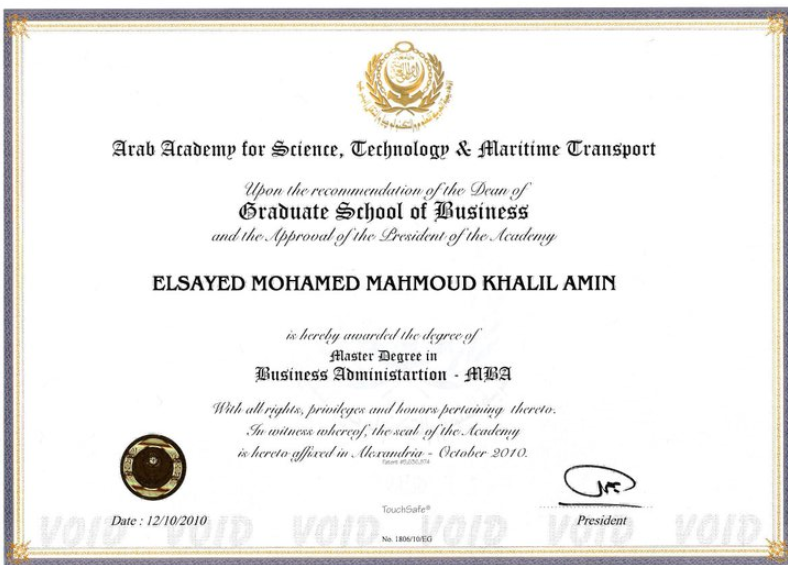 Arab Academy for Science, Technology & Maritime Transport
Upon the recommendation of the Dean of
Graduate School of Business
and the Approval of the President of the Academy
ELSAYED MOHAMED MAHMOUD KHALIL AMIN
is hereby awarded the degree of
Master Degree in
Business Administartion - MBA
With all rights, privileges and honors pertaining thereto.
In witness whereof, the seal of the Academy
is hereto affixed in Alexandria - October 2010.
TouchSafe®
Date : 12/10/2010
President
VOID VOID VOID VOID VOID VOID
No. 1806/10/EG